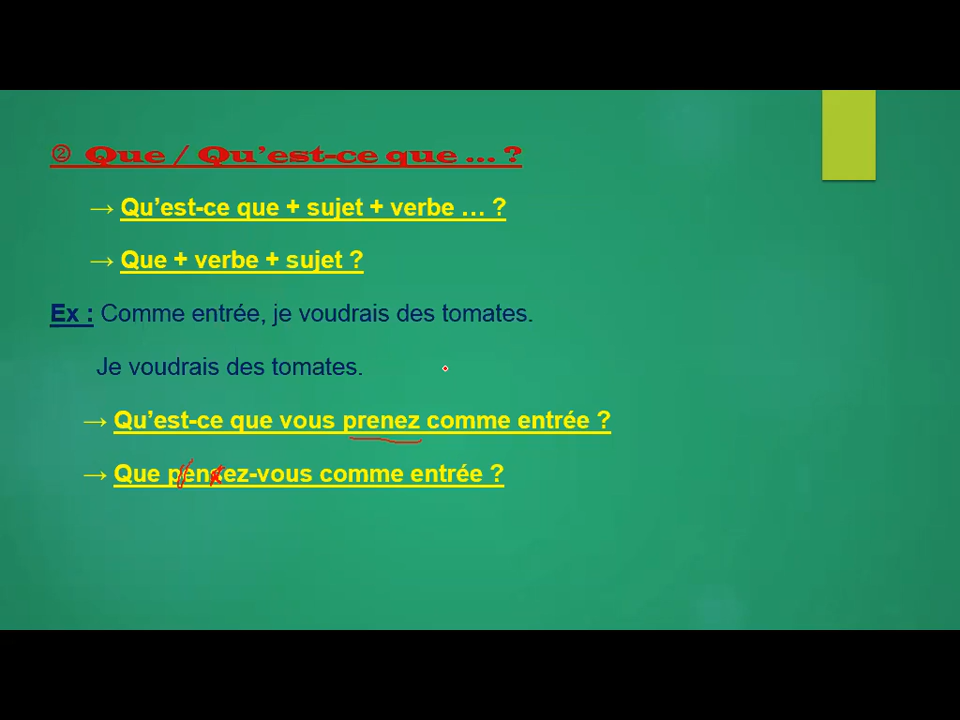 ② Que / Qu'est-ce que ... ?
→ Qu'est-ce que + sujet + verbe … ?
→ Que + verbe + sujet ?
Ex : Comme entrée, je voudrais des tomates.
Je voudrais des tomates.
→ Qu'est-ce que vous prenez comme entrée ?
→ Que pendez-vous comme entrée ?